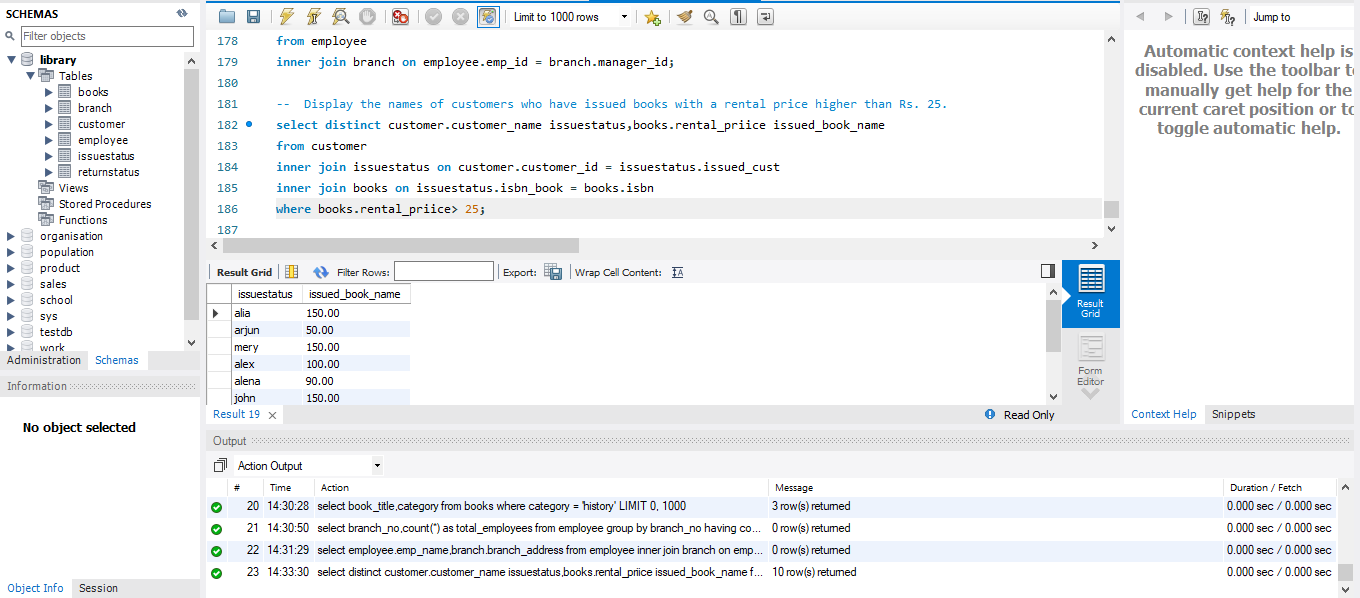 SCHEMAS
Filter objects
library
Tables
books
branch
customer
employee
issuestatus
returnstatus
Views
Stored Procedures
Functions
organisation
population
product
sales
school
sys
testdb
work
Administration Schemas
Information
No object selected
Object Info Session
Limit to 1000 rows
178 from employee
179 inner join branch on employee.emp_id = branch.manager_id;
180
181 -- Display the names of customers who have issued books with a rental price higher than Rs. 25.
182 select distinct customer.customer_name issuestatus,books.rental_priice issued_book_name
183 from customer
184 inner join issuestatus on customer.customer_id = issuestatus.issued_cust
185 inner join books on issuestatus.isbn_book = books.isbn
186 where books.rental_priice> 25;
187
Result Grid Filter Rows: Export: Wrap Cell Content:
issuestatus issued_book_name
alia 150.00
arjun 50.00
mery 150.00
alex 100.00
alena 90.00
john 150.00
Result Grid
Form Editor
Result 19 Read Only
Jump to
Automatic context help is
disabled. Use the toolbar t
manually get help for the
current caret position or to
toggle automatic help.
Context Help Snippets
Output
Action Output
# Time Action Message Duration / Fetch
20 14:30:28 select book_title,category from books where category = 'history' LIMIT 0, 1000 3 row(s) returned 0.000 sec / 0.000 sec
21 14:30:50 select branch_no,count(*) as total_employees from employee group by branch_no having co... 0 row(s) returned 0.000 sec / 0.000 sec
22 14:31:29 select employee.emp_name,branch.branch_address from employee inner join branch on emp... 0 row(s) returned 0.000 sec / 0.000 sec
23 14:33:30 select distinct customer.customer_name issuestatus,books.rental_priice issued_book_name f... 10 row(s) returned 0.000 sec / 0.000 sec